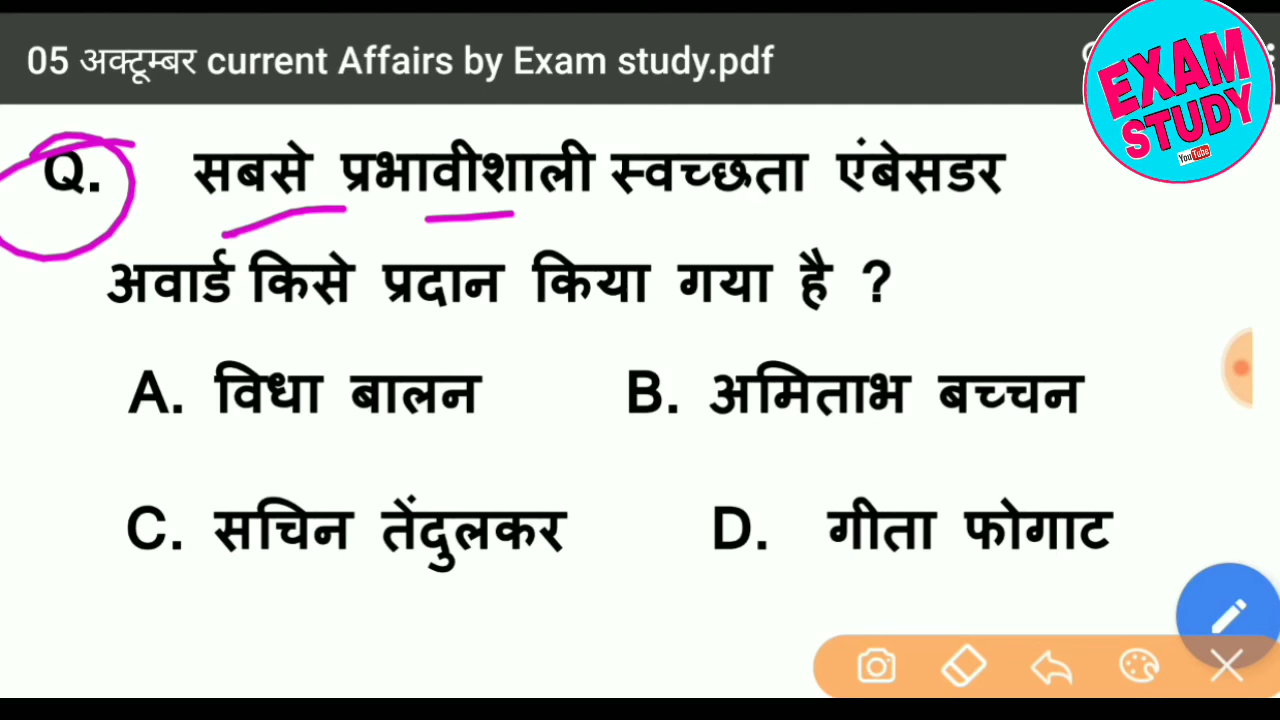 05 अक्टूम्बर current Affairs by Exam study.pdf
EXAM
STUDY
YouTube
Q. सबसे प्रभावीशाली स्वच्छता एंबेसडर
अवार्ड किसे प्रदान किया गया है ?
A. विधा बालन B. अमिताभ बच्चन
C. सचिन तेंदुलकर D. गीता फोगाट